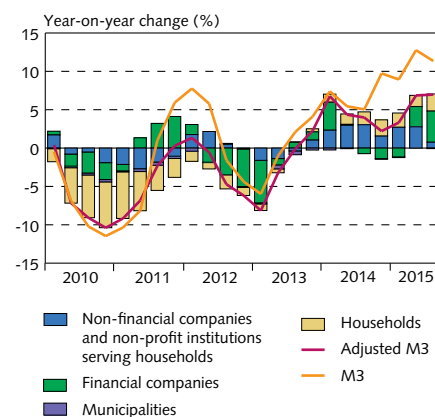 Year-on-year change (%)
15
10
5
0
-5
-10
-15
2010 2011 2012 2013 2014 2015
Non-financial companies
and non-profit institutions
serving households
Financial companies
Municipalities
Households
Adjusted M3
M3